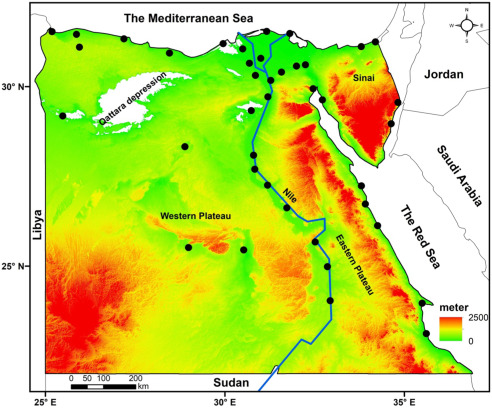 The Mediterranean Sea
N
W
E
S
30° N
Qattara depression
Sinai
Jordan
Saudi Arabia
Libya
Nile
Western Plateau
The Red Sea
Eastern Plateau
25° N
meter
2500
0
Sudan
0 50 100 200
km
25° E
30° E
35° E